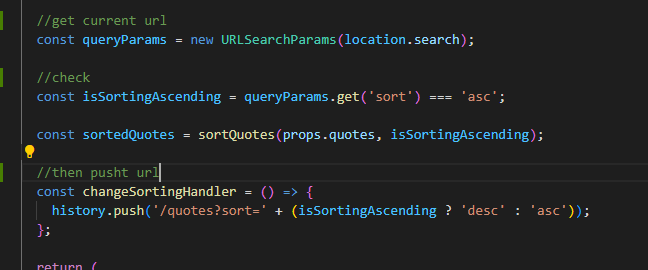 //get current url
const queryParams = new URLSearchParams(location.search);
//check
const isSortingAscending = queryParams.get('sort') === 'asc';
const sortedQuotes = sortQuotes(props.quotes, isSortingAscending);
//then pusht url
const changeSortingHandler = () => {
history.push('/quotes?sort=' + (isSortingAscending ? 'desc' : 'asc'));
};
return (